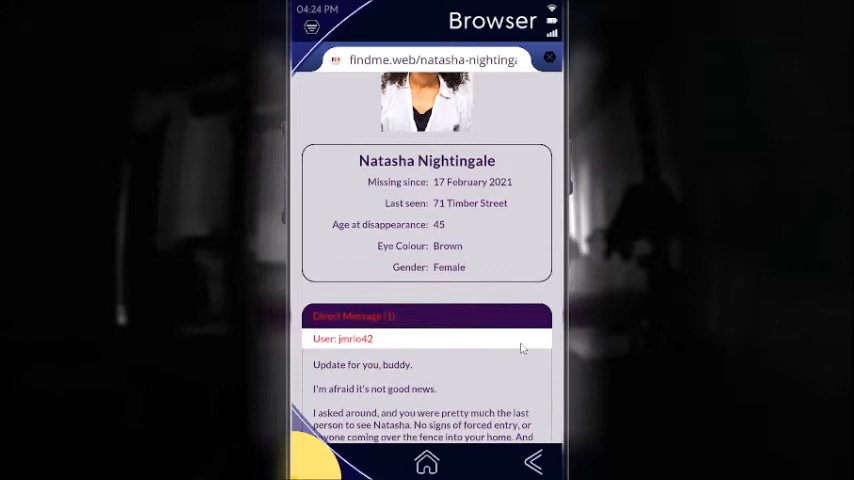 04:24 PM
Browser
findme.web/natasha-nightinga
Natasha Nightingale
Missing since: 17 February 2021
Last seen: 71 Timber Street
Age at disappearance: 45
Eye Colour: Brown
Gender: Female
Direct Message (1)
User: jmrlo42
Update for you, buddy.
I'm afraid it's not good news.
I asked around, and you were pretty much the last
person to see Natasha. No signs of forced entry, or
anyone coming over the fence into your home. And